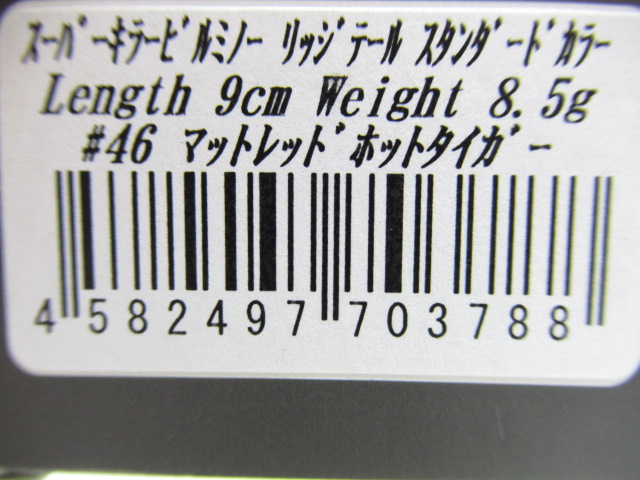 ｽｰﾊﾟｰｷﾗｰﾋﾞﾙﾐﾉｰ ﾘｯｼﾞﾃｰﾙ ｽﾀﾝﾀﾞｰﾄﾞｶﾗｰ
Length 9cm Weight 8.5g
#46 ﾏｯﾄﾚｯﾄﾞﾎｯﾄﾀｲｶﾞｰ
4 582497 703788